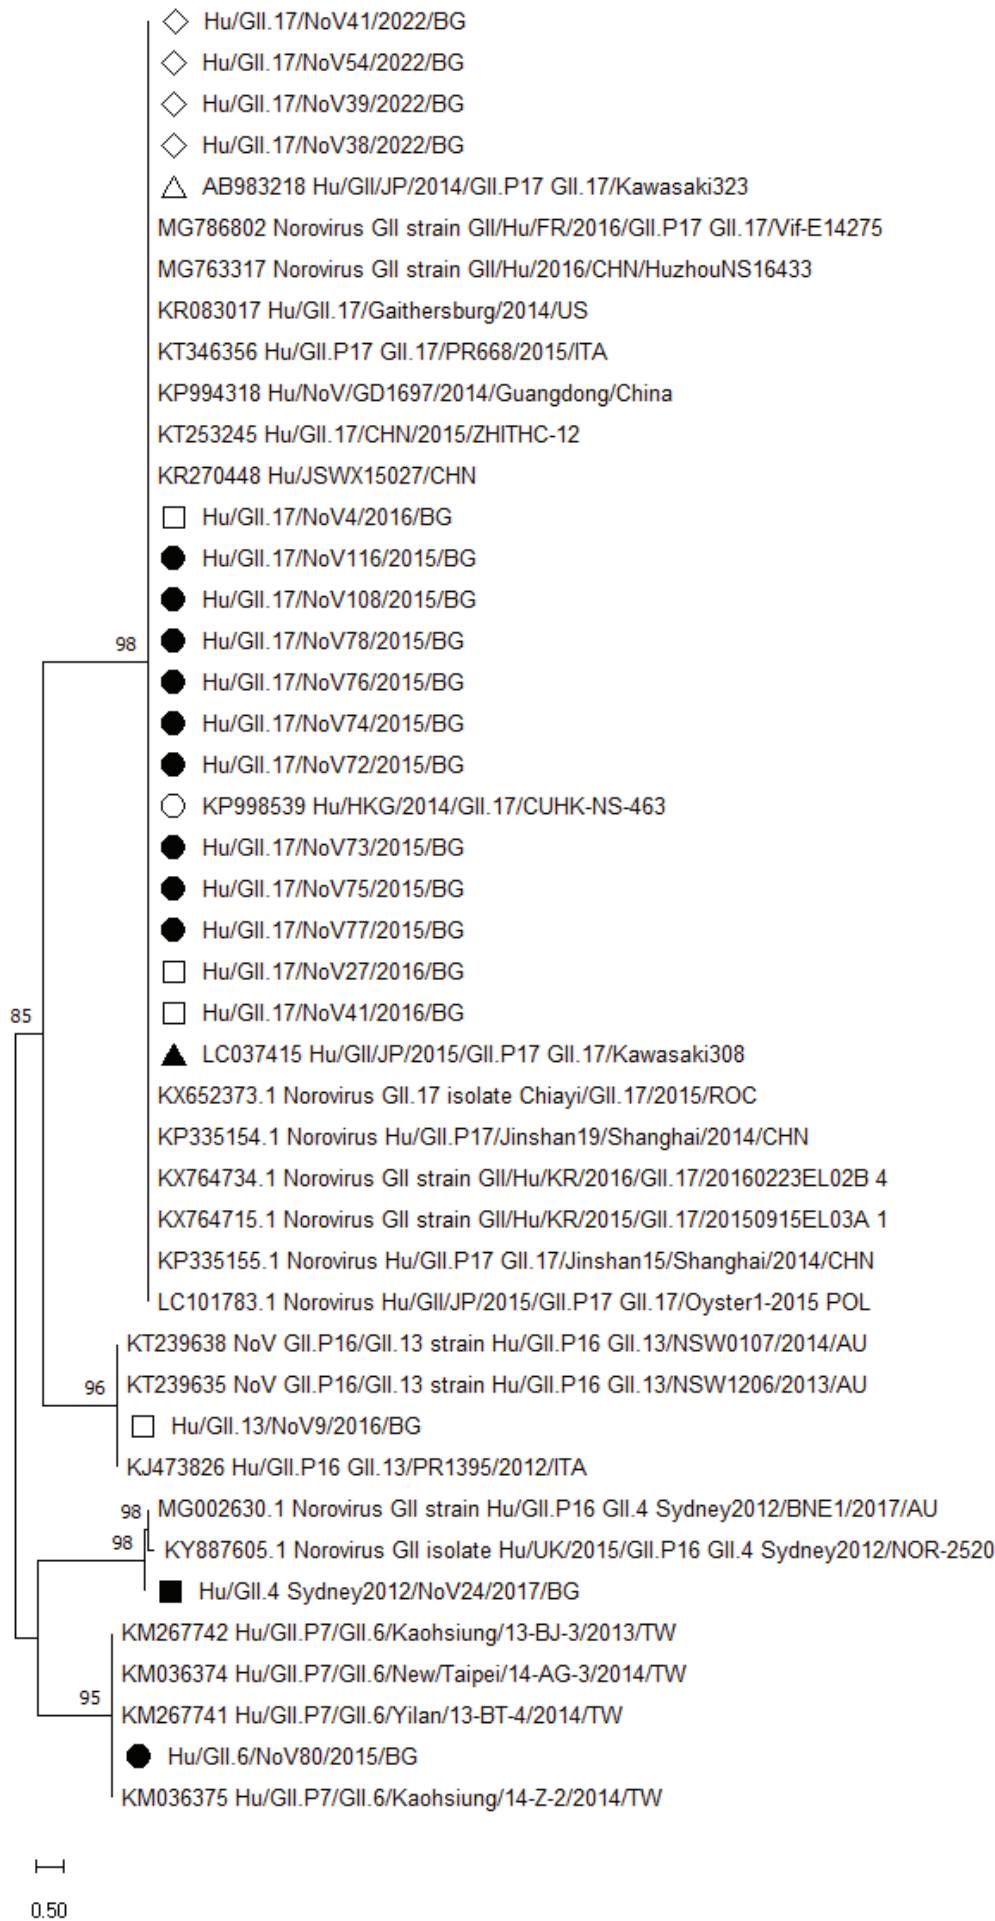 Hu/GII.17/NoV41/2022/BG
Hu/GII.17/NoV54/2022/BG
Hu/GII.17/NoV39/2022/BG
Hu/GII.17/NoV38/2022/BG
AB983218 Hu/GII/JP/2014/GII.P17 GII.17/Kawasaki323
MG786802 Norovirus GII strain GII/Hu/FR/2016/GII.P17 GII.17/Vif-E14275
MG763317 Norovirus GII strain GII/Hu/2016/CHN/HuzhouNS16433
KR083017 Hu/GII.17/Gaithersburg/2014/US
KT346356 Hu/GII.P17 GII.17/PR668/2015/ITA
KP994318 Hu/NoV/GD1697/2014/Guangdong/China
KT253245 Hu/GII.17/CHN/2015/ZHITHC-12
KR270448 Hu/JSWX15027/CHN
Hu/GII.17/NoV4/2016/BG
Hu/GII.17/NoV116/2015/BG
Hu/GII.17/NoV108/2015/BG
98
Hu/GII.17/NoV78/2015/BG
Hu/GII.17/NoV76/2015/BG
Hu/GII.17/NoV74/2015/BG
Hu/GII.17/NoV72/2015/BG
KP998539 Hu/HKG/2014/GII.17/CUHK-NS-463
Hu/GII.17/NoV73/2015/BG
Hu/GII.17/NoV75/2015/BG
Hu/GII.17/NoV77/2015/BG
Hu/GII.17/NoV27/2016/BG
Hu/GII.17/NoV41/2016/BG
85
LC037415 Hu/GII/JP/2015/GII.P17 GII.17/Kawasaki308
KX652373.1 Norovirus GII.17 isolate Chiayi/GII.17/2015/ROC
KP335154.1 Norovirus Hu/GII.P17/Jinshan19/Shanghai/2014/CHN
KX764734.1 Norovirus GII strain GII/Hu/KR/2016/GII.17/20160223EL02B 4
KX764715.1 Norovirus GII strain GII/Hu/KR/2015/GII.17/20150915EL03A 1
KP335155.1 Norovirus Hu/GII.P17 GII.17/Jinshan15/Shanghai/2014/CHN
LC101783.1 Norovirus Hu/GII/JP/2015/GII.P17 GII.17/Oyster1-2015 POL
KT239638 NoV GII.P16/GII.13 strain Hu/GII.P16 GII.13/NSW0107/2014/AU
KT239635 NoV GII.P16/GII.13 strain Hu/GII.P16 GII.13/NSW1206/2013/AU
96
Hu/GII.13/NoV9/2016/BG
KJ473826 Hu/GII.P16 GII.13/PR1395/2012/ITA
98
MG002630.1 Norovirus GII strain Hu/GII.P16 GII.4 Sydney2012/BNE1/2017/AU
98
KY887605.1 Norovirus GII isolate Hu/UK/2015/GII.P16 GII.4 Sydney2012/NOR-2520
Hu/GII.4 Sydney2012/NoV24/2017/BG
KM267742 Hu/GII.P7/GII.6/Kaohsiung/13-BJ-3/2013/TW
KM036374 Hu/GII.P7/GII.6/New/Taipei/14-AG-3/2014/TW
95
KM267741 Hu/GII.P7/GII.6/Yilan/13-BT-4/2014/TW
Hu/GII.6/NoV80/2015/BG
KM036375 Hu/GII.P7/GII.6/Kaohsiung/14-Z-2/2014/TW
0.50